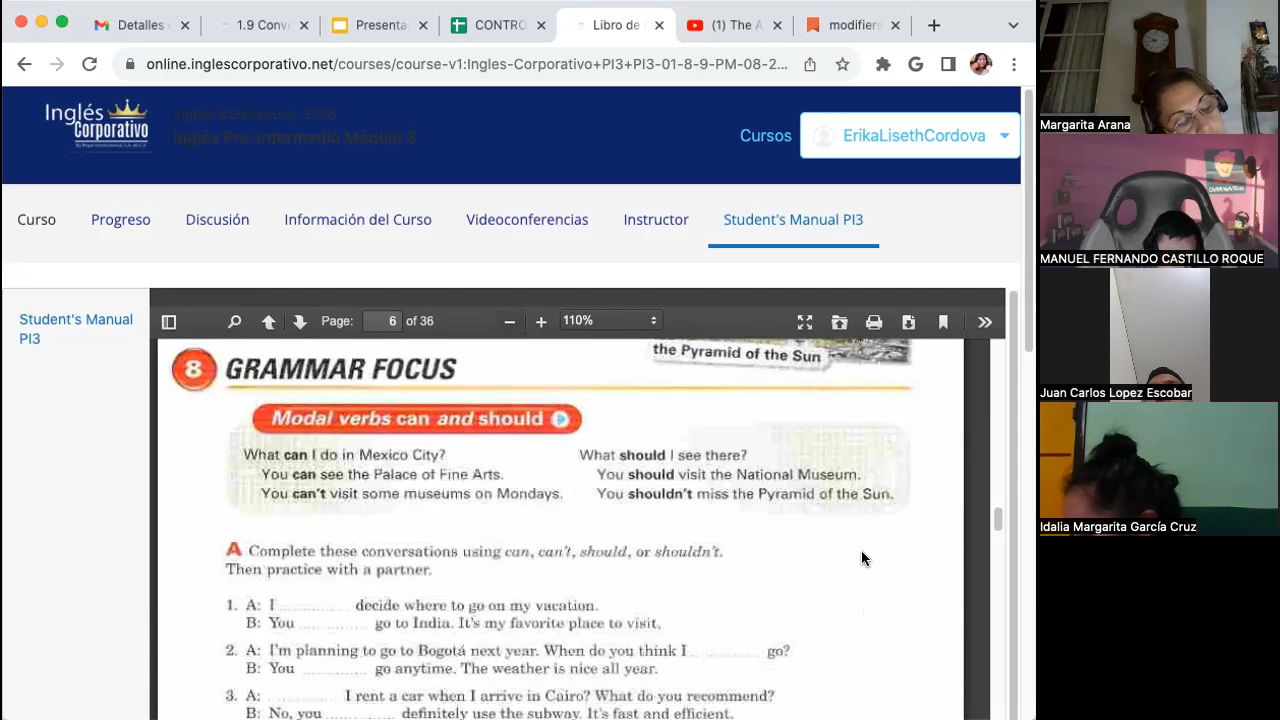 Detalles
1.9 Conv
Presenta
CONTRO
Libro de
(1) The A
modifiers
online.inglescorporativo.net/courses/course-v1:Ingles-Corporativo+PI3+PI3-01-8-9-PM-08-2...
Inglés
Corporativo
Inglés Pre-Intermedio Módulo 3
Cursos
ErikaLisethCordova
Curso
Progreso
Discusión
Información del Curso
Videoconferencias
Instructor
Student's Manual PI3
Student's Manual
PI3
Page:
6
of 36
110%
the Pyramid of the Sun
8 GRAMMAR FOCUS
Modal verbs can and should
What can I do in Mexico City?
You can see the Palace of Fine Arts.
You can't visit some museums on Mondays.
What should I see there?
You should visit the National Museum.
You shouldn't miss the Pyramid of the Sun.
A Complete these conversations using can, can't, should, or shouldn't.
Then practice with a partner.
1. A: I decide where to go on my vacation.
B: You go to India. It's my favorite place to visit.
2. A: I'm planning to go to Bogotá next year. When do you think I go?
B: You go anytime. The weather is nice all year.
3. A: I rent a car when I arrive in Cairo? What do you recommend?
B: No, you definitely use the subway. It's fast and efficient.
Margarita Arana
OVERWATCH
MANUEL FERNANDO CASTILLO ROQUE
Juan Carlos Lopez Escobar
Idalia Margarita García Cruz